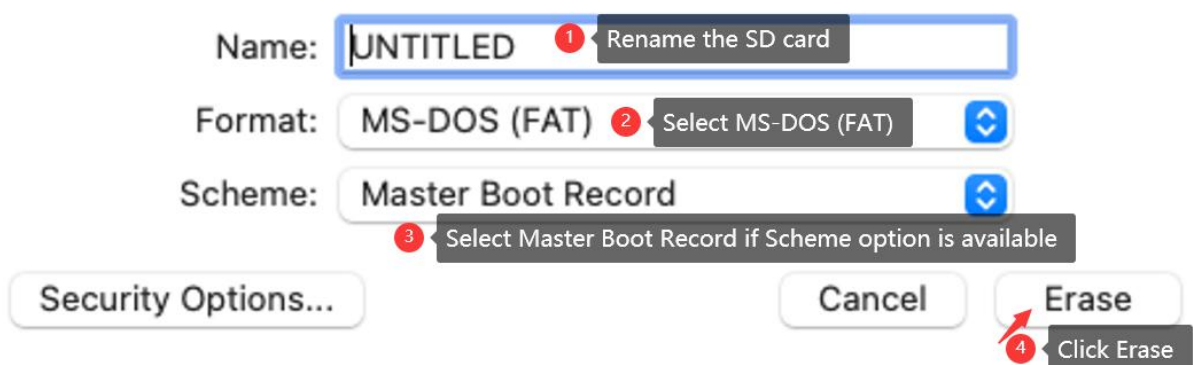 Name: UNTITLED 1 Rename the SD card
Format: MS-DOS (FAT) 2 Select MS-DOS (FAT)
Scheme: Master Boot Record
3 Select Master Boot Record if Scheme option is available
Security Options... Cancel Erase
4 Click Erase